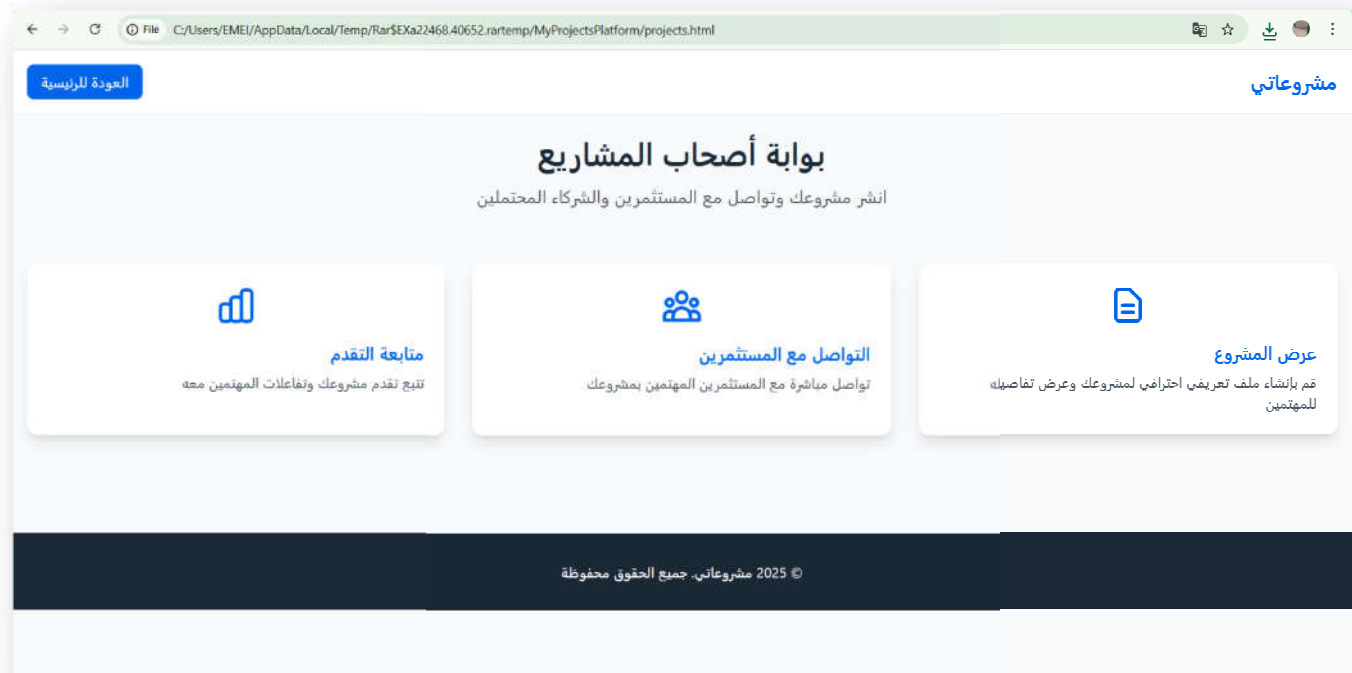 File C:/Users/EMEI/AppData/Local/Temp/Rar$EXa22468.40652.rartemp/MyProjectsPlatform/projects.html
مشروعاتي
العودة للرئيسية
بوابة أصحاب المشاريع
انشر مشروعك وتواصل مع المستثمرين والشركاء المحتملين
عرض المشروع
قم بإنشاء ملف تعريفي احترافي لمشروعك وعرض تفاصيله
للمهتمين
التواصل مع المستثمرين
تواصل مباشرة مع المستثمرين المهتمين بمشروعك
متابعة التقدم
تتبع تقدم مشروعك وتفاعلات المهتمين معه
© 2025 مشروعاتي. جميع الحقوق محفوظة